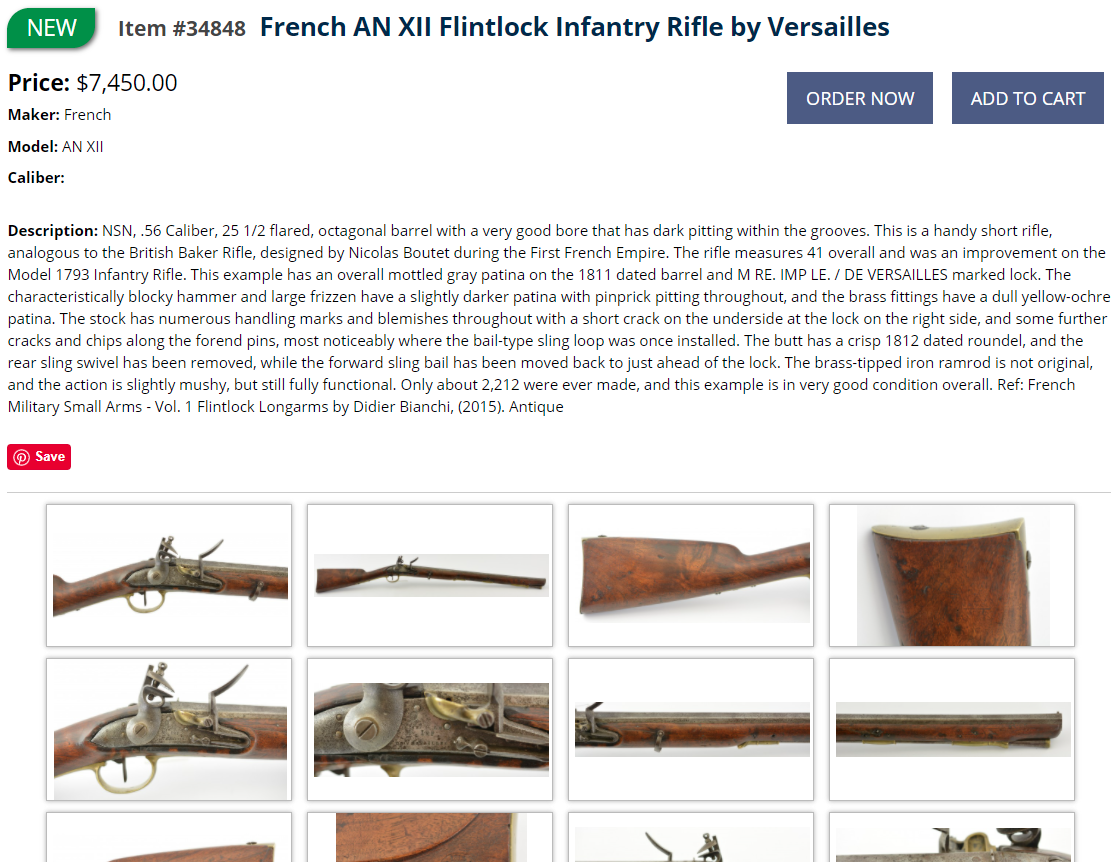 NEW
Item #34848 French AN XII Flintlock Infantry Rifle by Versailles
Price: $7,450.00
ORDER NOW
ADD TO CART
Maker: French
Model: AN XII
Caliber:
Description: NSN, .56 Caliber, 25 1/2 flared, octagonal barrel with a very good bore that has dark pitting within the grooves. This is a handy short rifle,
analogous to the British Baker Rifle, designed by Nicolas Boutet during the First French Empire. The rifle measures 41 overall and was an improvement on the
Model 1793 Infantry Rifle. This example has an overall mottled gray patina on the 1811 dated barrel and M RE. IMP LE. / DE VERSAILLES marked lock. The
characteristically blocky hammer and large frizzen have a slightly darker patina with pinprick pitting throughout, and the brass fittings have a dull yellow-ochre
patina. The stock has numerous handling marks and blemishes throughout with a short crack on the underside at the lock on the right side, and some further
cracks and chips along the forend pins, most noticeably where the bail-type sling loop was once installed. The butt has a crisp 1812 dated roundel, and the
rear sling swivel has been removed, while the forward sling bail has been moved back to just ahead of the lock. The brass-tipped iron ramrod is not original,
and the action is slightly mushy, but still fully functional. Only about 2,212 were ever made, and this example is in very good condition overall. Ref: French
Military Small Arms - Vol. 1 Flintlock Longarms by Didier Bianchi, (2015). Antique
Save